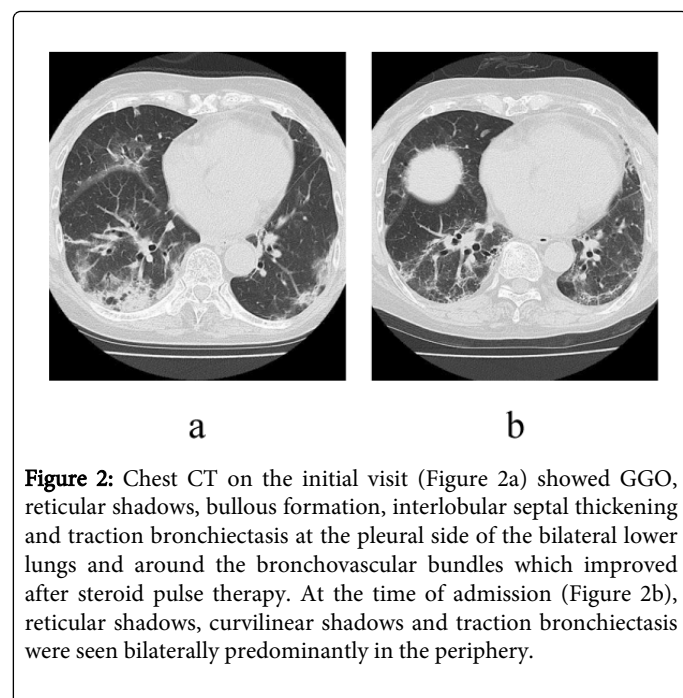 a
b
Figure 2: Chest CT on the initial visit (Figure 2a) showed GGO,
reticular shadows, bullous formation, interlobular septal thickening
and traction bronchiectasis at the pleural side of the bilateral lower
lungs and around the bronchovascular bundles which improved
after steroid pulse therapy. At the time of admission (Figure 2b),
reticular shadows, curvilinear shadows and traction bronchiectasis
were seen bilaterally predominantly in the periphery.